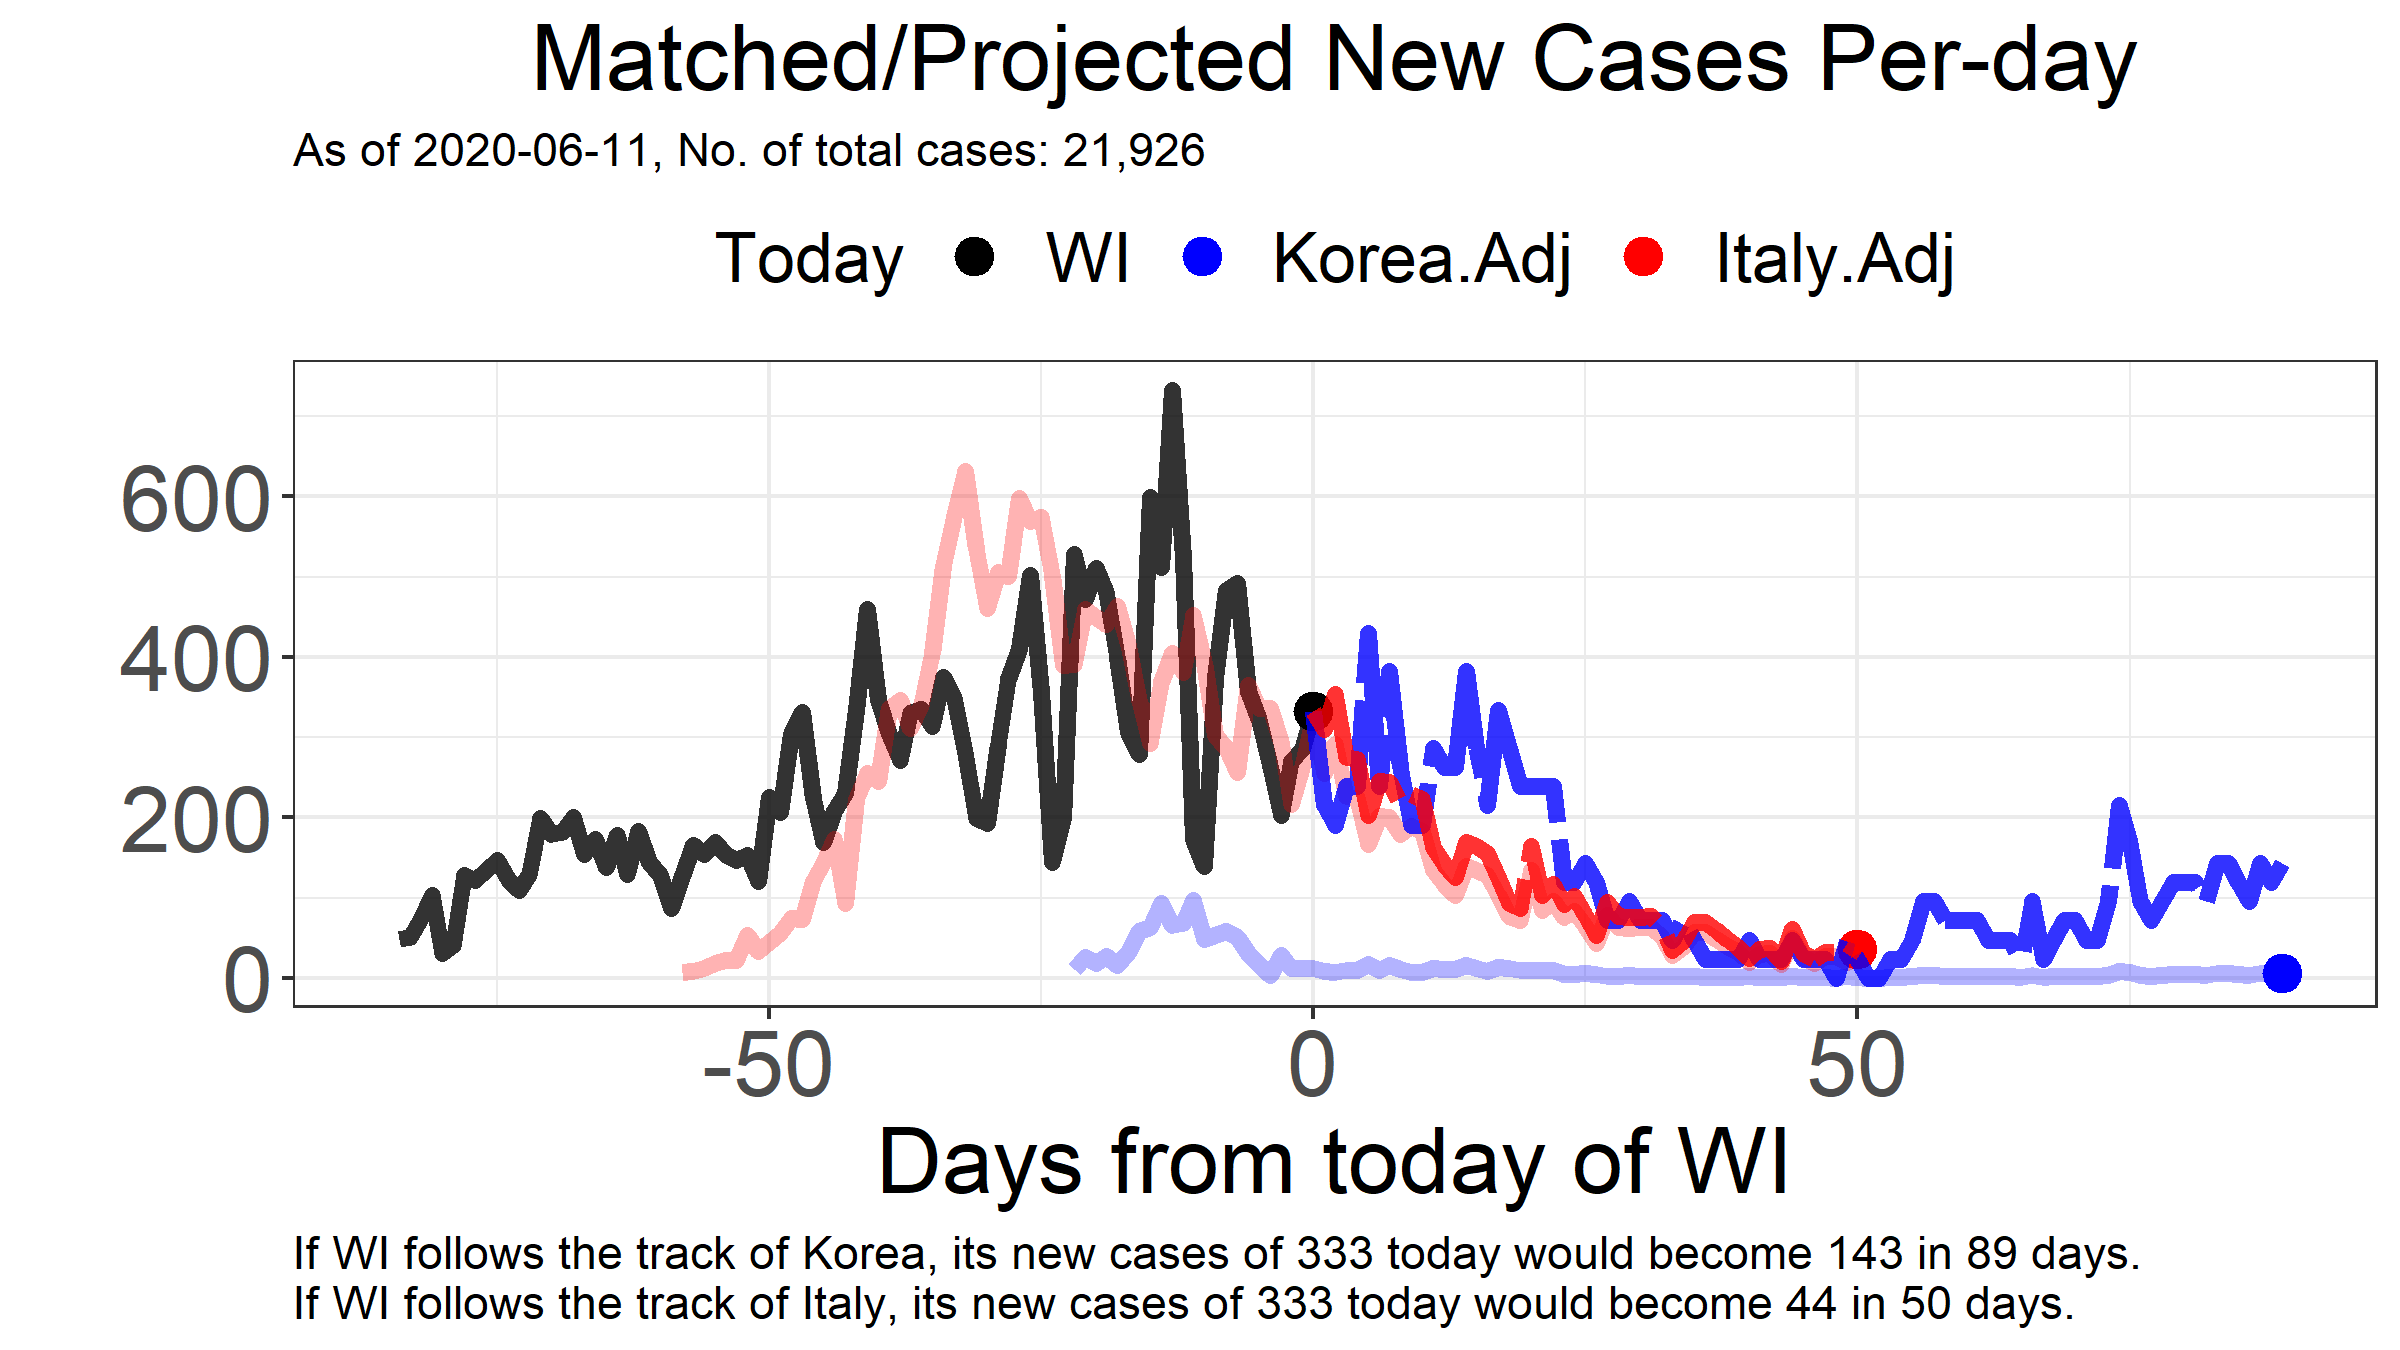 Matched/Projected New Cases Per-day
As of 2020-06-11, No. of total cases: 21,926
Today WI Korea.Adj Italy.Adj
600
400
200
0
-50 0 50
Days from today of WI
If WI follows the track of Korea, its new cases of 333 today would become 143 in 89 days.
If WI follows the track of Italy, its new cases of 333 today would become 44 in 50 days.